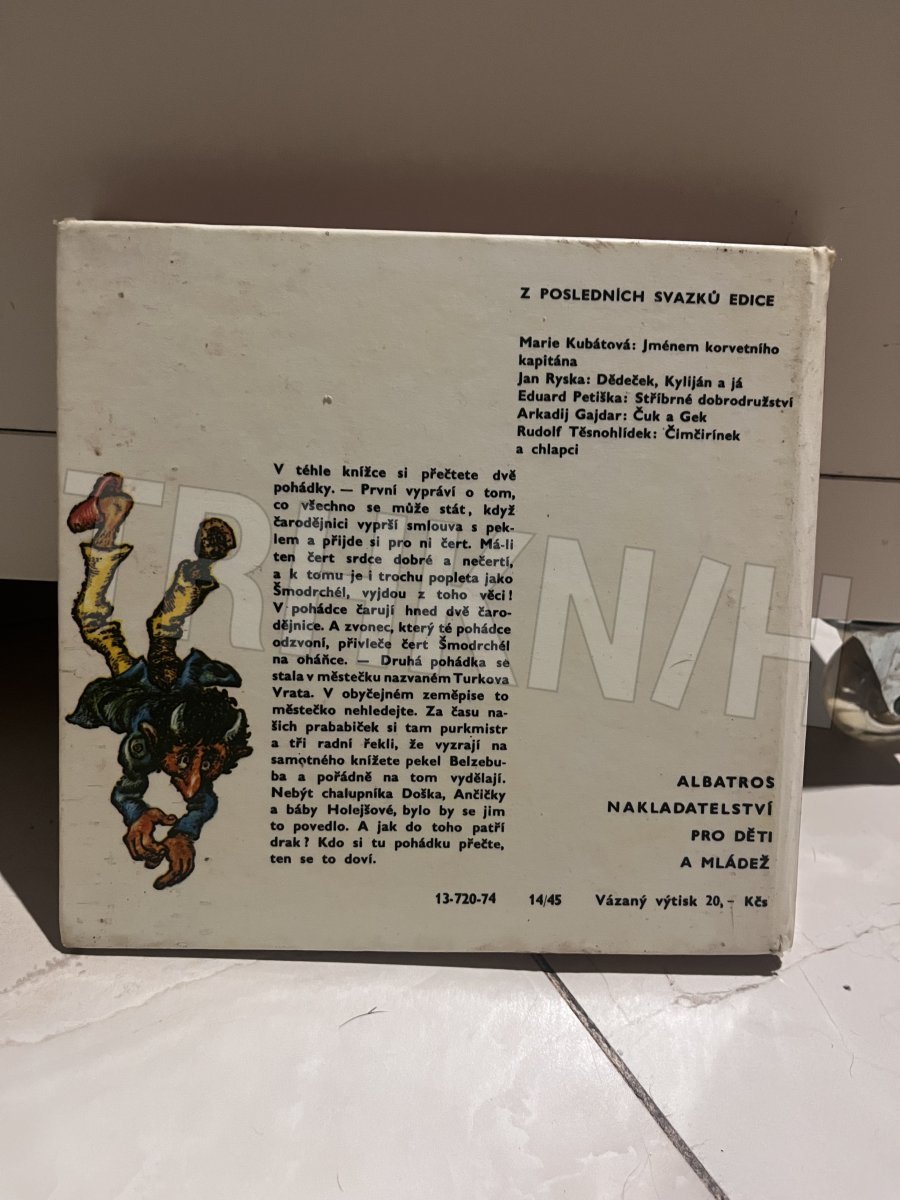 Z POSLEDNÍCH SVAZKŮ EDICE
Marie Kubátová: Jménem korvetního
kapitána
Jan Ryska: Dědeček, Kyliján a já
Eduard Petiška: Stříbrné dobrodružství
Arkadij Gajdar: Čuk a Gek
Rudolf Těsnohlídek: Čimčirínek
a chlapci
V téhle knížce si přečtete dvě
pohádky. — První vypráví o tom,
co všechno se může stát, když
čarodějnici vyprší smlouva s pek-
lem a přijde si pro ni čert. Má-li
ten čert srdce dobré a nečertí,
a k tomu je i trochu popleta jako
Šmodrchél, vyjdou z toho věci!
V pohádce čarují hned dvě čaro-
dějnice. A zvonec, který té pohádce
odzvoní, přivleče čert Šmodrchél
na oháňce. — Druhá pohádka se
stala v městečku nazvaném Turkova
Vrata. V obyčejném zeměpise to
městečko nehledejte. Za času na-
šich prababiček si tam purkmistr
a tři radní řekli, že vyzrají na
samotného knížete pekel Belzebu-
ba a pořádně na tom vydělají.
Nebýt chalupníka Doška, Ančičky
a báby Holejšové, bylo by se jim
to povedlo. A jak do toho patří
drak? Kdo si tu pohádku přečte,
ten se to doví.
ALBATROS
NAKLADATELSTVÍ
PRO DĚTI
A MLÁDEŽ
13-720-74 14/45 Vázaný výtisk 20,– Kčs
TRHKNIH